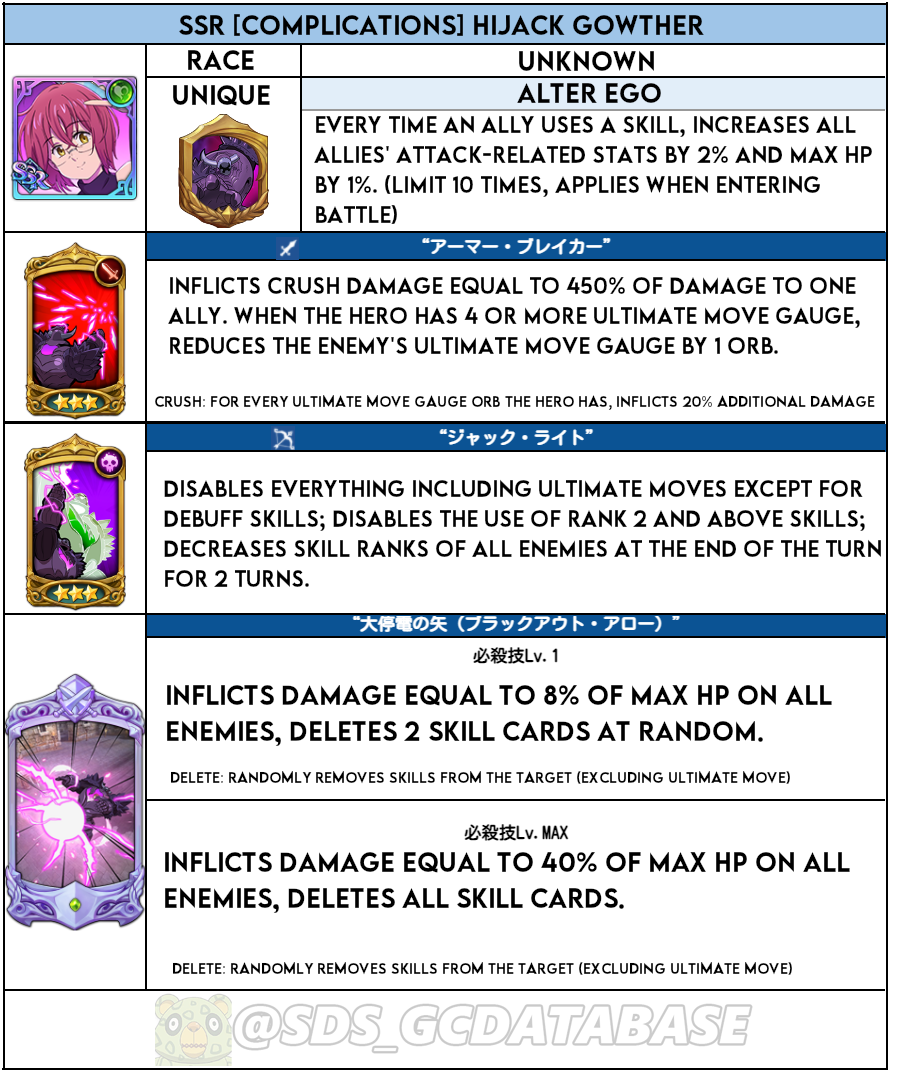 SSR [COMPLICATIONS] HIJACK GOWTHER
RACE
UNKNOWN
UNIQUE
ALTER EGO
EVERY TIME AN ALLY USES A SKILL, INCREASES ALL
ALLIES' ATTACK-RELATED STATS BY 2% AND MAX HP
BY 1%. (LIMIT 10 TIMES, APPLIES WHEN ENTERING
BATTLE)
SSR
“アーマー・ブレイカー”
INFLICTS CRUSH DAMAGE EQUAL TO 450% OF DAMAGE TO ONE
ALLY. WHEN THE HERO HAS 4 OR MORE ULTIMATE MOVE GAUGE,
REDUCES THE ENEMY'S ULTIMATE MOVE GAUGE BY 1 ORB.
CRUSH: FOR EVERY ULTIMATE MOVE GAUGE ORB THE HERO HAS, INFLICTS 20% ADDITIONAL DAMAGE
“ジャック・ライト”
DISABLES EVERYTHING INCLUDING ULTIMATE MOVES EXCEPT FOR
DEBUFF SKILLS; DISABLES THE USE OF RANK 2 AND ABOVE SKILLS;
DECREASES SKILL RANKS OF ALL ENEMIES AT THE END OF THE TURN
FOR 2 TURNS.
“大停電の矢（ブラックアウト・アロー）”
必殺技Lv. 1
INFLICTS DAMAGE EQUAL TO 8% OF MAX HP ON ALL
ENEMIES, DELETES 2 SKILL CARDS AT RANDOM.
DELETE: RANDOMLY REMOVES SKILLS FROM THE TARGET (EXCLUDING ULTIMATE MOVE)
必殺技Lv. MAX
INFLICTS DAMAGE EQUAL TO 40% OF MAX HP ON ALL
ENEMIES, DELETES ALL SKILL CARDS.
DELETE: RANDOMLY REMOVES SKILLS FROM THE TARGET (EXCLUDING ULTIMATE MOVE)
@SDS_GCDATABASE